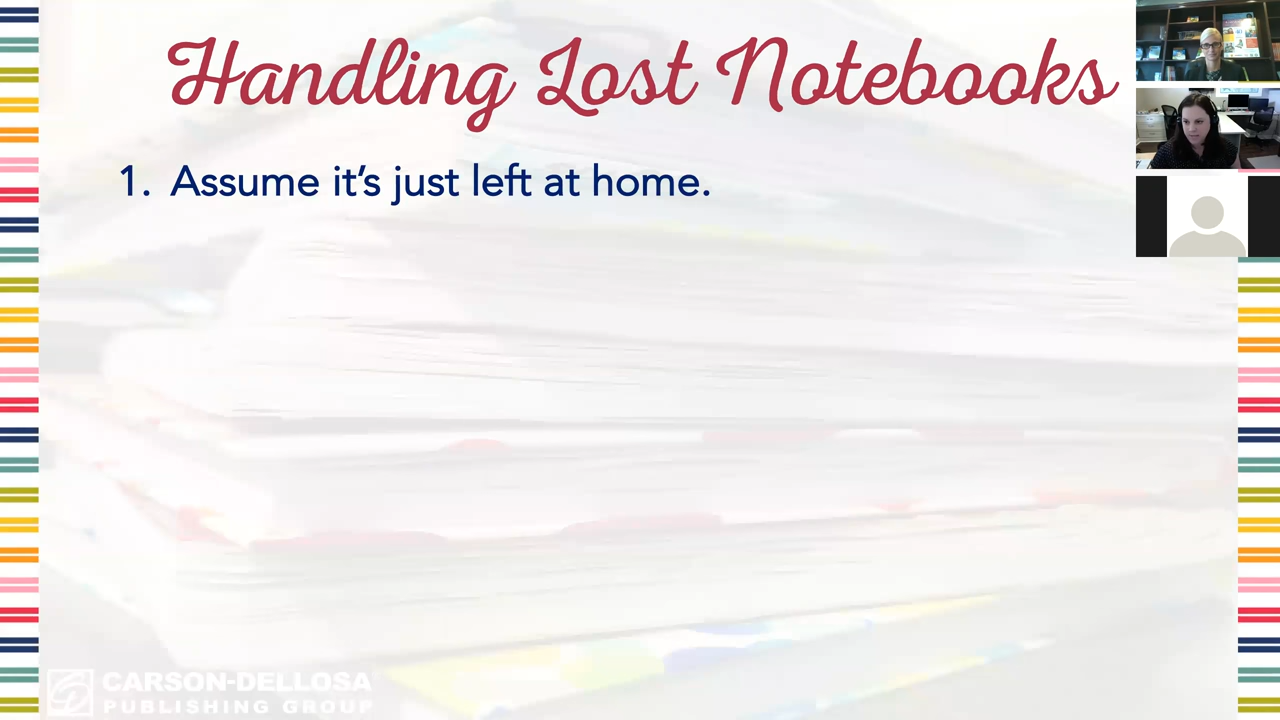 Handling Lost Notebooks
1. Assume it's just left at home.
CARSON-DELLOSA
PUBLISHING GROUP